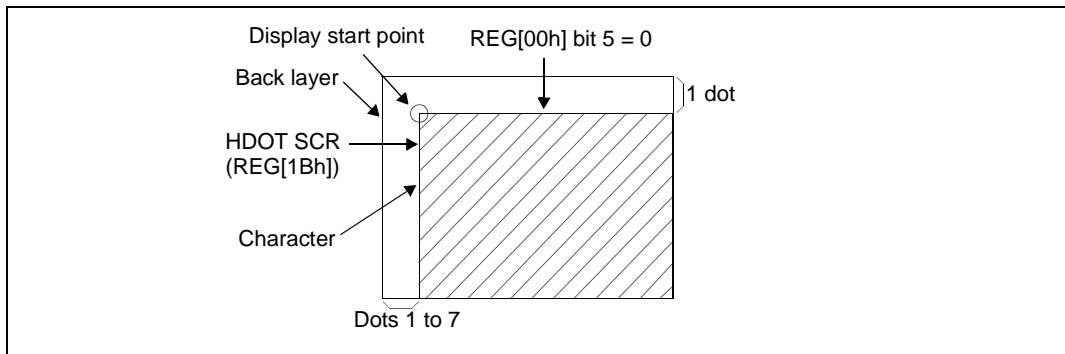 Display start point
REG[00h] bit 5 = 0
Back layer
1 dot
HDOT SCR
(REG[1Bh])
Character
Dots 1 to 7